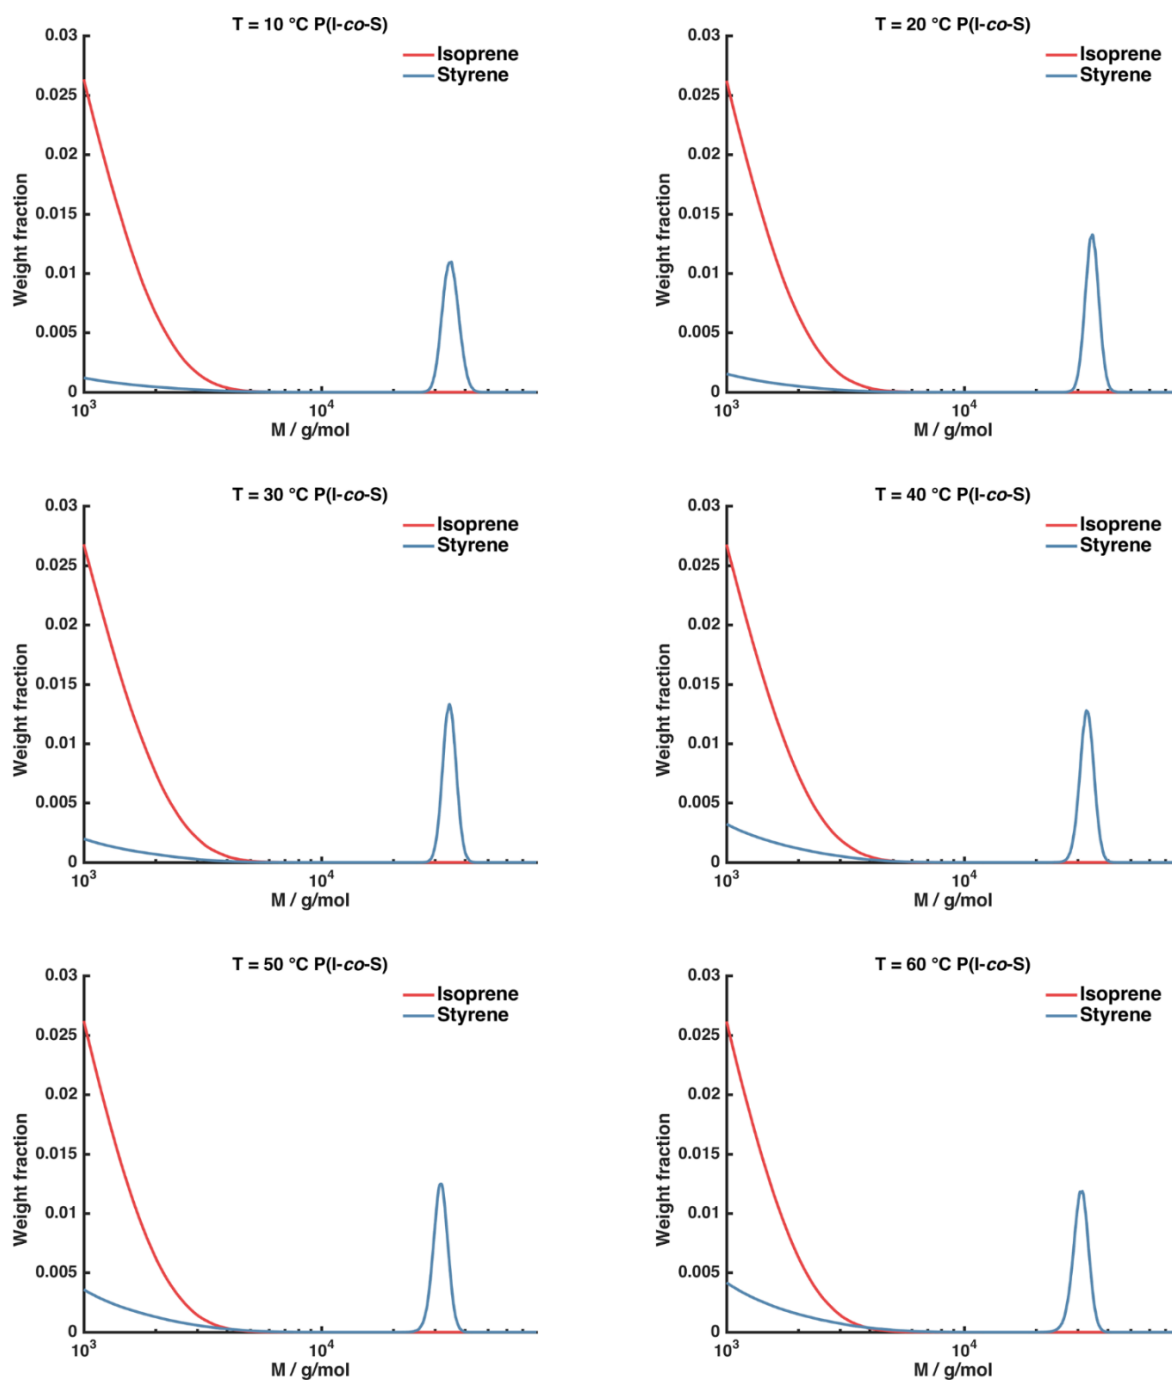 T = 10 °C P(I-co-S)
0.03
0.025
0.02
0.015
0.01
0.005
0
Weight fraction
Isoprene
Styrene
10³
10⁴
M / g/mol
T = 20 °C P(I-co-S)
0.03
0.025
0.02
0.015
0.01
0.005
0
Weight fraction
Isoprene
Styrene
10³
10⁴
M / g/mol
T = 30 °C P(I-co-S)
0.03
0.025
0.02
0.015
0.01
0.005
0
Weight fraction
Isoprene
Styrene
10³
10⁴
M / g/mol
T = 40 °C P(I-co-S)
0.03
0.025
0.02
0.015
0.01
0.005
0
Weight fraction
Isoprene
Styrene
10³
10⁴
M / g/mol
T = 50 °C P(I-co-S)
0.03
0.025
0.02
0.015
0.01
0.005
0
Weight fraction
Isoprene
Styrene
10³
10⁴
M / g/mol
T = 60 °C P(I-co-S)
0.03
0.025
0.02
0.015
0.01
0.005
0
Weight fraction
Isoprene
Styrene
10³
10⁴
M / g/mol